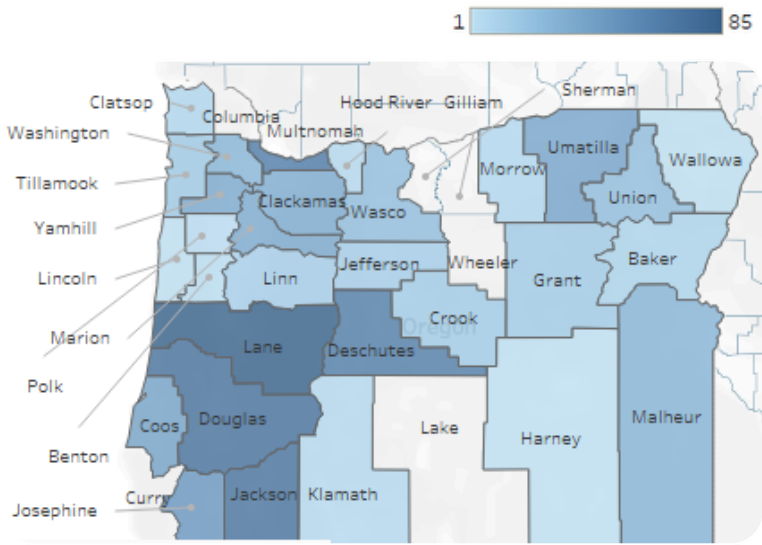 1 85
Sherman
Clatsop
Hood River Gilliam
Columbia
Washington
Multnomah
Umatilla
Morrow
Wallowa
Tillamook
Union
Clackamas
Wasco
Yamhill
Jefferson
Wheeler
Baker
Lincoln
Linn
Grant
Crook
Oregon
Marion
Lane
Deschutes
Polk
Douglas
Malheur
Coos
Lake
Harney
Benton
Curry
Jackson
Klamath
Josephine